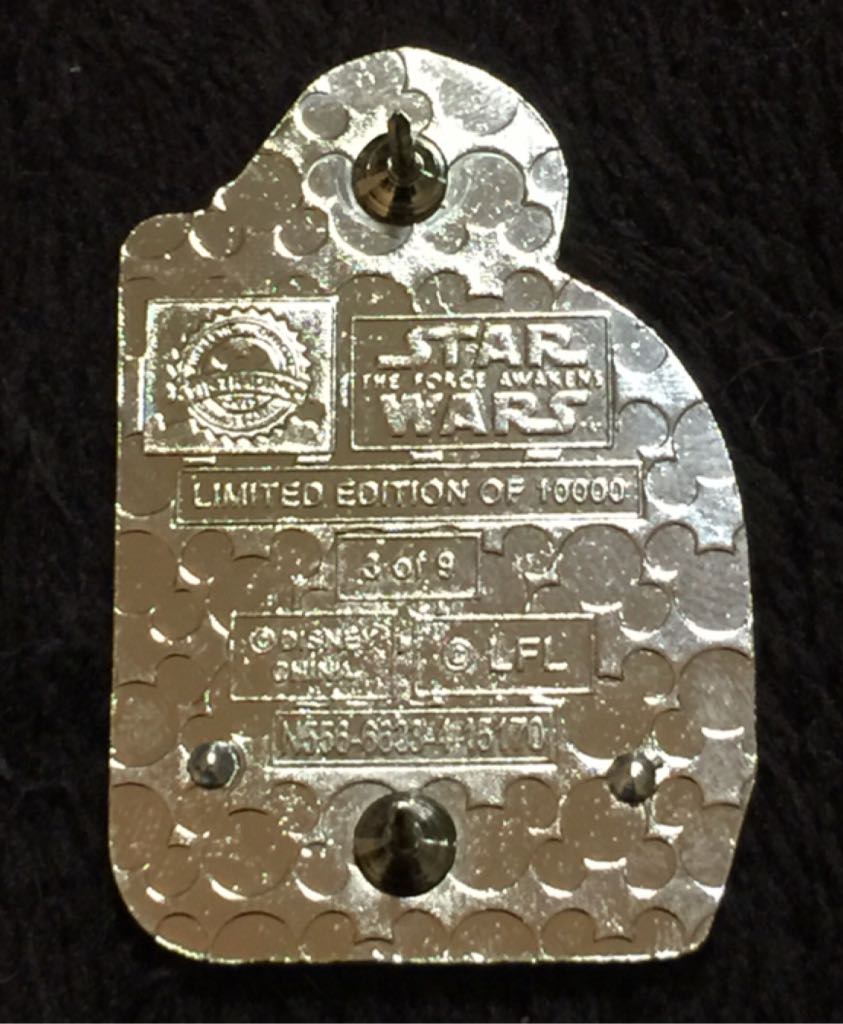 STAR
THE FORCE AWAKENS
WARS
LIMITED EDITION OF 10000
3 of 9
© DISNEY
CHINA
© LFL